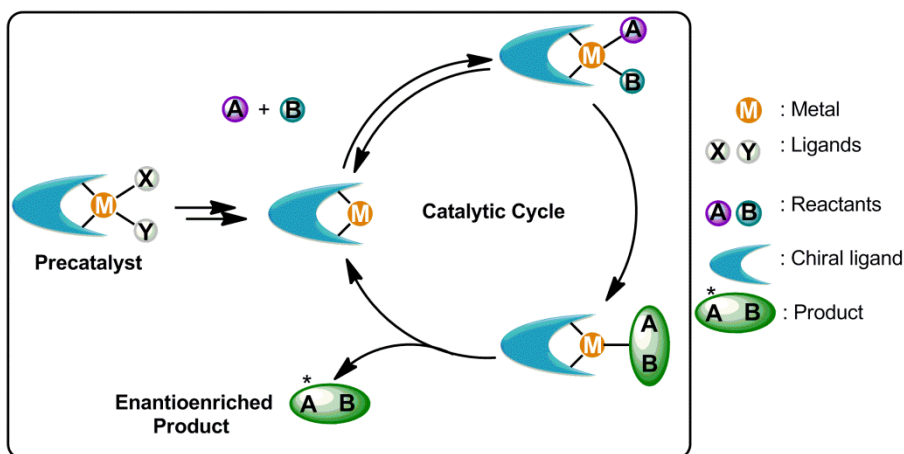 A
M
B
A + B
M : Metal
X Y : Ligands
X
M
Y
M
Catalytic Cycle
A B : Reactants
Precatalyst
: Chiral ligand
*
A B : Product
M
A
B
*
A B
Enantioenriched
Product